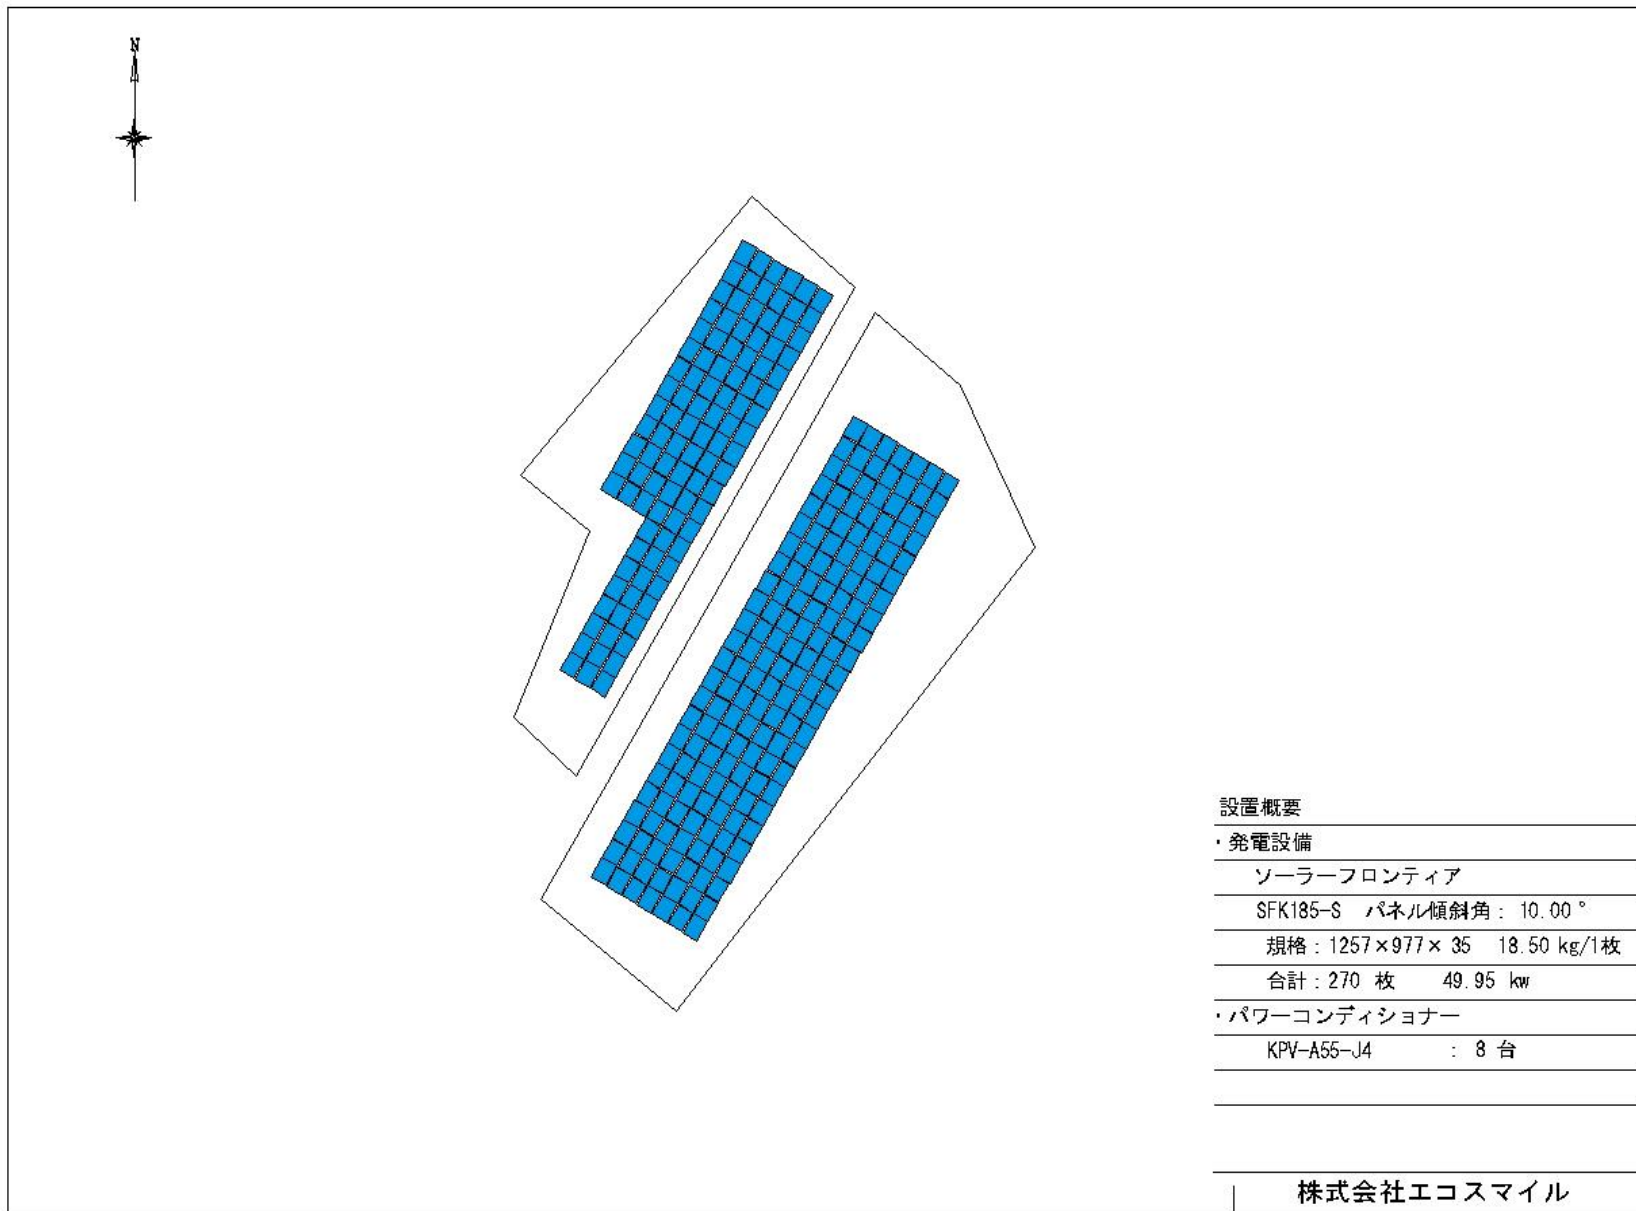 N
設置概要
・発電設備
ソーラーフロンティア
SFK185-S パネル傾斜角: 10.00°
規格:1257×977× 35 18.50 kg/1枚
合計:270 枚 49.95 kw
・パワーコンディショナー
KPV-A55-J4 : 8 台
株式会社エコスマイル